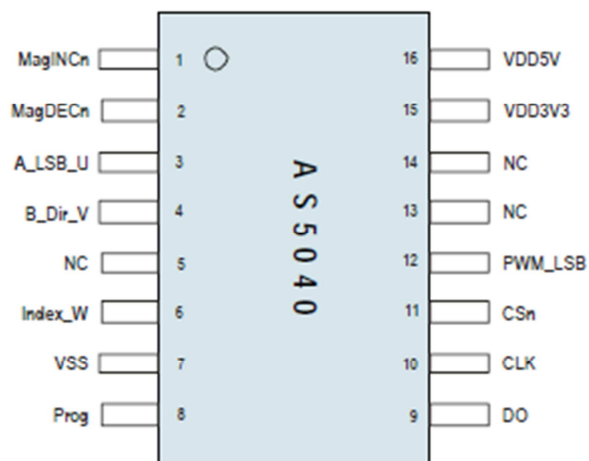 MagINCn 1 16 VDD5V
MagDECn 2 15 VDD3V3
A_LSB_U 3 14 NC
B_Dir_V 4 13 NC
NC 5 12 PWM_LSB
Index_W 6 11 CSn
VSS 7 10 CLK
Prog 8 9 DO
AS5040